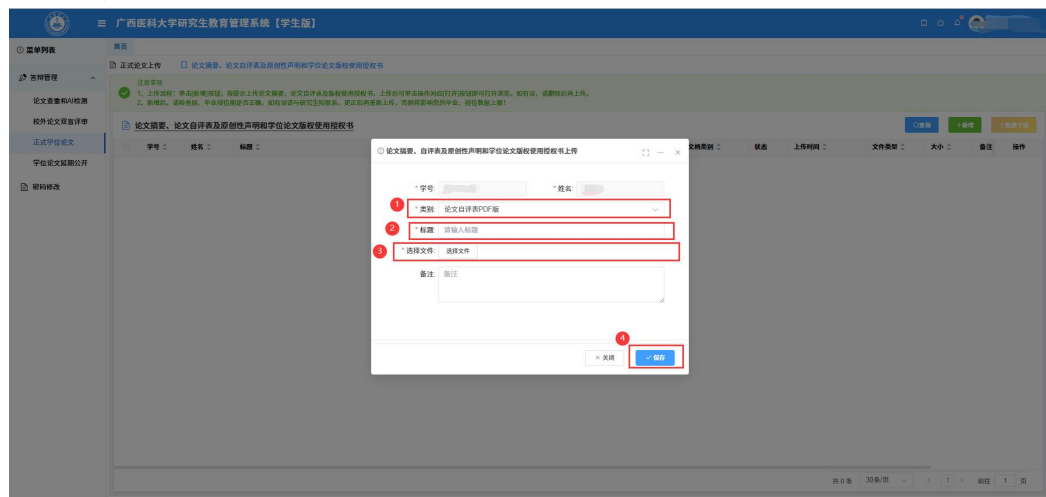 广西医科大学研究生教育管理系统【学生版】
菜单列表
首页
正式论文上传 论文摘要、论文自评表及原创性声明和学位论文版权使用授权书
答辩管理
注意事项
论文查重和AI检测
校外论文双盲评审
论文摘要、论文自评表及原创性声明和学位论文版权使用授权书
查询
+新增
正式学位论文
学号 姓名 标题
文档类别 状态 上传时间 文件类型 大小 备注 操作
学位论文延期公开
密码修改
论文摘要、自评表及原创性声明和学位论文版权使用授权书上传
*学号:
*姓名:
1
*类别: 论文自评表PDF版
2
*标题: 请输入标题
3
*选择文件: 选择文件
备注: 备注
4
× 关闭
保存
共 0 条 30条/页 < 1 > 前往 1 页